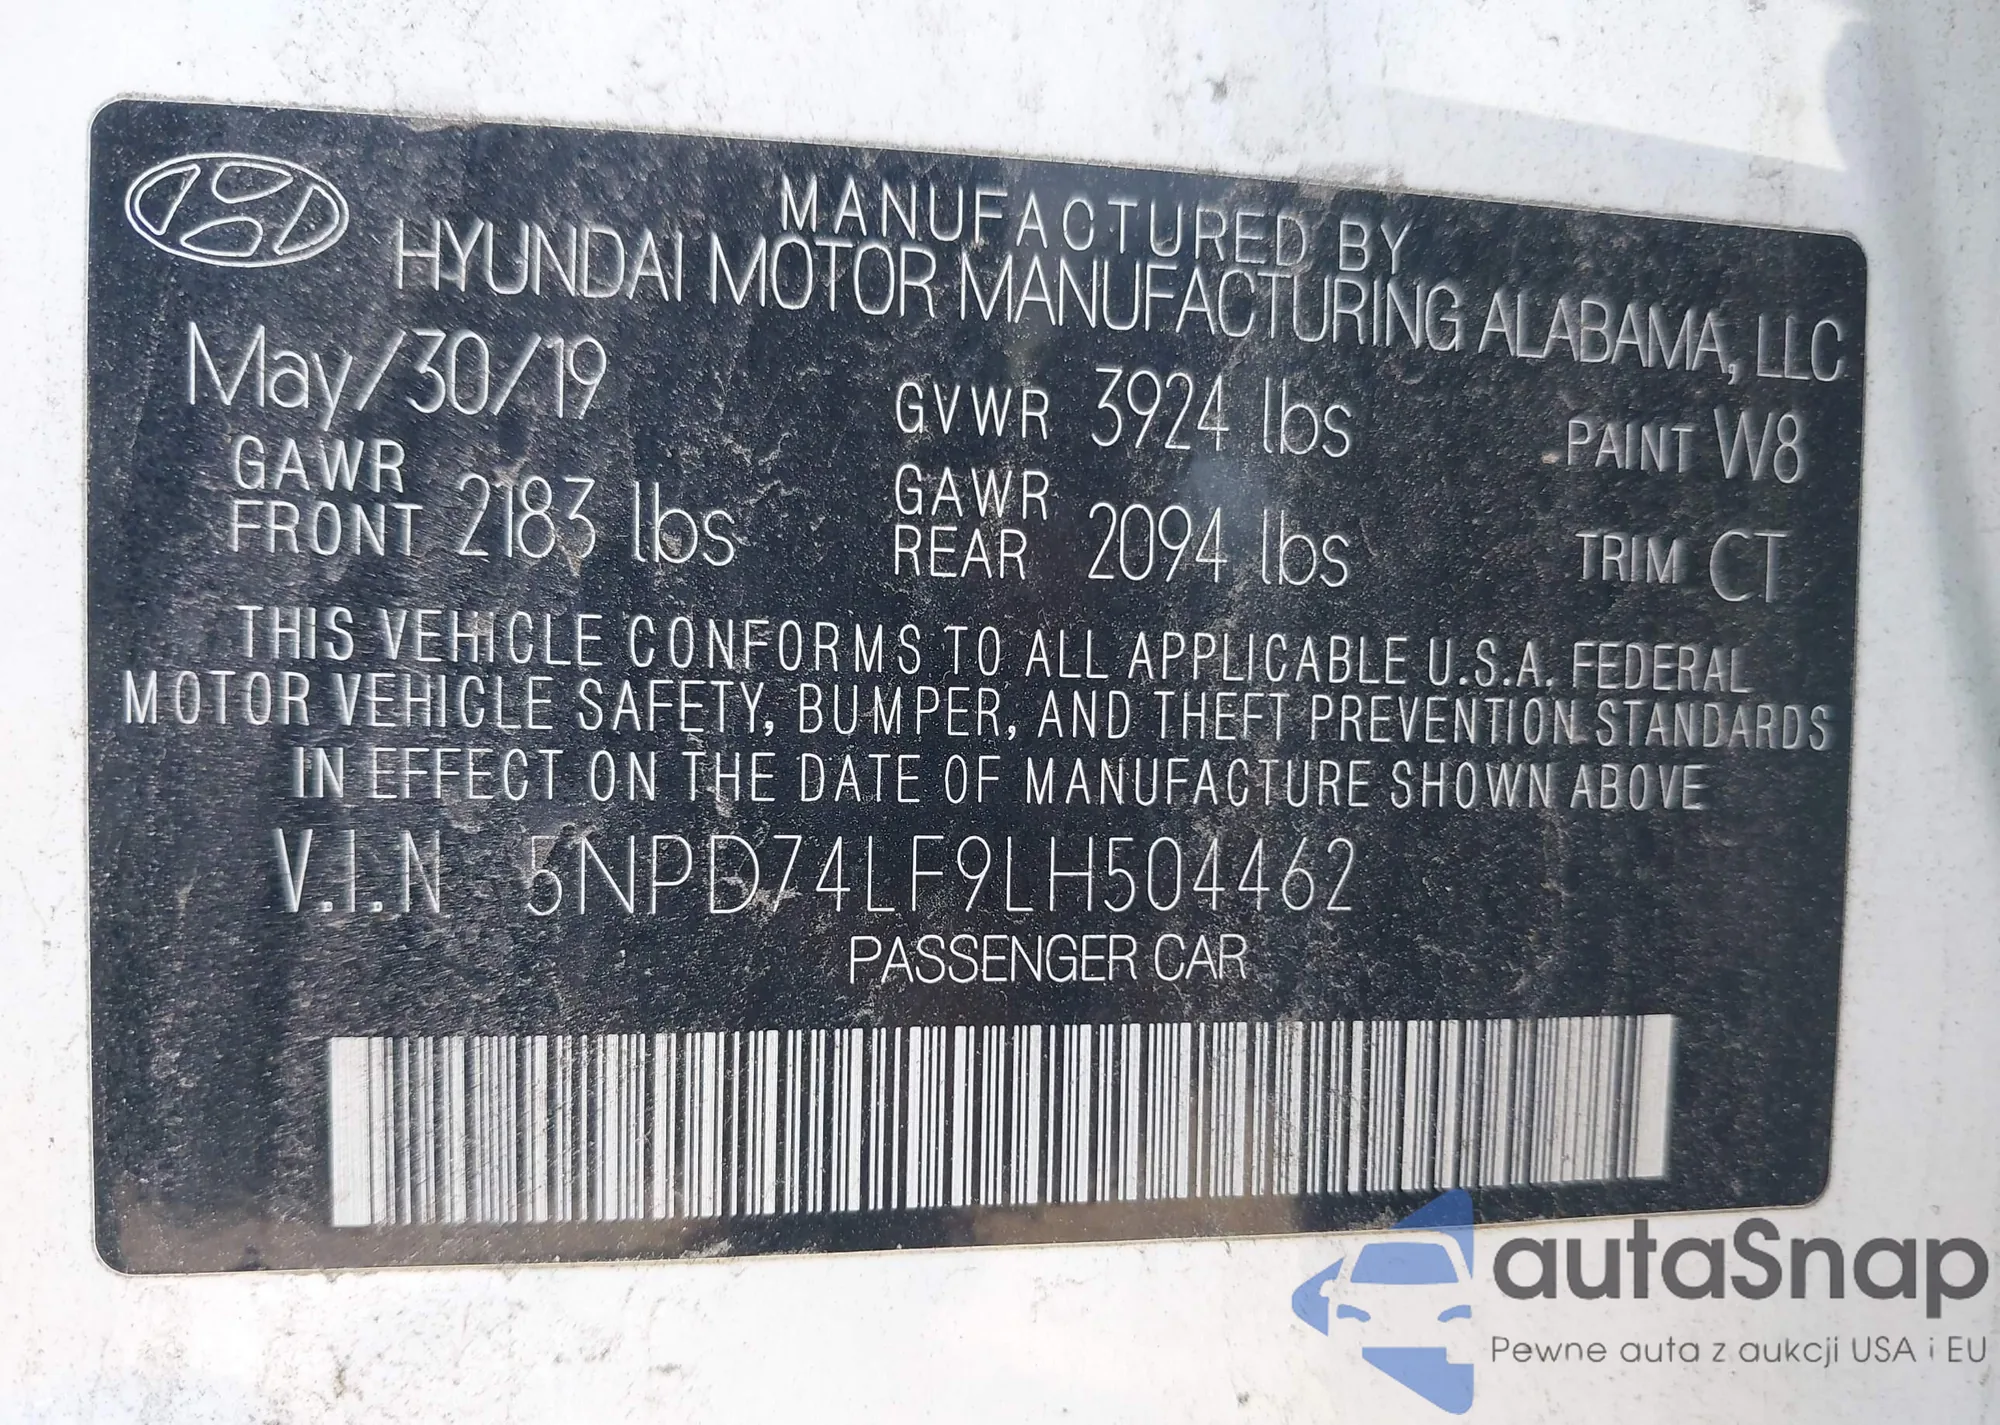 MANUFACTURED BY
HYUNDAI MOTOR MANUFACTURING ALABAMA, LLC
May/30/19 GVWR 3924 lbs PAINT W8
GAWR FRONT 2183 lbs GAWR REAR 2094 lbs TRIM CT
THIS VEHICLE CONFORMS TO ALL APPLICABLE U.S.A. FEDERAL
MOTOR VEHICLE SAFETY, BUMPER, AND THEFT PREVENTION STANDARDS
IN EFFECT ON THE DATE OF MANUFACTURE SHOWN ABOVE
V.I.N 5NPD74LF9LH504462
PASSENGER CAR
autaSnap
Pewne auta z aukcji USA i EU